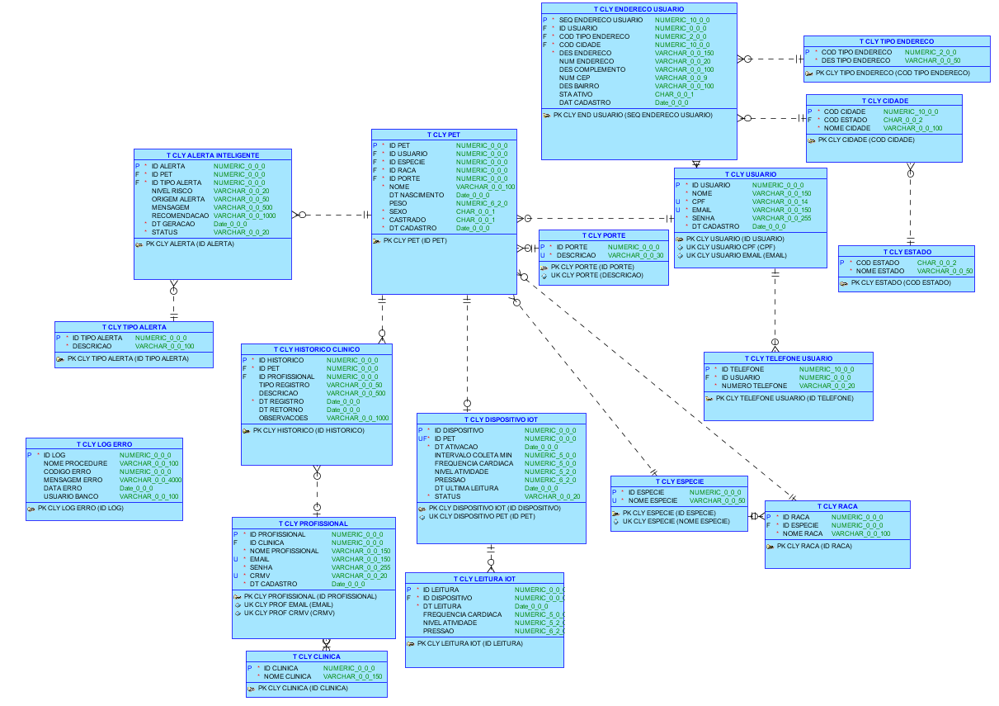 T CLY ENDERECO USUARIO
P * SEQ ENDERECO USUARIO NUMERIC_10_0_0
F * ID USUARIO NUMERIC_0_0_0
F * COD TIPO ENDERECO NUMERIC_2_0_0
F * COD CIDADE NUMERIC_10_0_0
* DES ENDERECO VARCHAR_0_0_150
NUM ENDERECO VARCHAR_0_0_20
DES COMPLEMENTO VARCHAR_0_0_100
NUM CEP VARCHAR_0_0_9
DES BAIRRO VARCHAR_0_0_100
STA ATIVO CHAR_0_0_1
DAT CADASTRO Date_0_0_0
PK CLY END USUARIO (SEQ ENDERECO USUARIO)
T CLY TIPO ENDERECO
P * COD TIPO ENDERECO NUMERIC_2_0_0
* DES TIPO ENDERECO VARCHAR_0_0_50
PK CLY TIPO ENDERECO (COD TIPO ENDERECO)
T CLY CIDADE
P * COD CIDADE NUMERIC_10_0_0
F * COD ESTADO CHAR_0_0_2
* NOME CIDADE VARCHAR_0_0_100
PK CLY CIDADE (COD CIDADE)
T CLY PET
P * ID PET NUMERIC_0_0_0
F * ID USUARIO NUMERIC_0_0_0
F * ID ESPECIE NUMERIC_0_0_0
F * ID RACA NUMERIC_0_0_0
F * ID PORTE NUMERIC_0_0_0
* NOME VARCHAR_0_0_100
DT NASCIMENTO Date_0_0_0
PESO NUMERIC_6_2_0
* SEXO CHAR_0_0_1
* CASTRADO CHAR_0_0_1
* DT CADASTRO Date_0_0_0
PK CLY PET (ID PET)
T CLY ALERTA INTELIGENTE
P * ID ALERTA NUMERIC_0_0_0
F * ID PET NUMERIC_0_0_0
F * ID TIPO ALERTA NUMERIC_0_0_0
NIVEL RISCO VARCHAR_0_0_20
ORIGEM ALERTA VARCHAR_0_0_50
MENSAGEM VARCHAR_0_0_500
RECOMENDACAO VARCHAR_0_0_1000
* DT GERACAO Date_0_0_0
* STATUS VARCHAR_0_0_20
PK CLY ALERTA (ID ALERTA)
T CLY USUARIO
P * ID USUARIO NUMERIC_0_0_0
* NOME VARCHAR_0_0_150
U * CPF VARCHAR_0_0_14
U * EMAIL VARCHAR_0_0_150
* SENHA VARCHAR_0_0_255
* DT CADASTRO Date_0_0_0
PK CLY USUARIO (ID USUARIO)
UK CLY USUARIO CPF (CPF)
UK CLY USUARIO EMAIL (EMAIL)
T CLY PORTE
P * ID PORTE NUMERIC_0_0_0
U * DESCRICAO VARCHAR_0_0_30
PK CLY PORTE (ID PORTE)
UK CLY PORTE (DESCRICAO)
T CLY ESTADO
P * COD ESTADO CHAR_0_0_2
* NOME ESTADO VARCHAR_0_0_50
PK CLY ESTADO (COD ESTADO)
T CLY TIPO ALERTA
P * ID TIPO ALERTA NUMERIC_0_0_0
* DESCRICAO VARCHAR_0_0_100
PK CLY TIPO ALERTA (ID TIPO ALERTA)
T CLY HISTORICO CLINICO
P * ID HISTORICO NUMERIC_0_0_0
F * ID PET NUMERIC_0_0_0
F ID PROFISSIONAL NUMERIC_0_0_0
TIPO REGISTRO VARCHAR_0_0_50
DESCRICAO VARCHAR_0_0_500
* DT REGISTRO Date_0_0_0
DT RETORNO Date_0_0_0
OBSERVACOES VARCHAR_0_0_1000
PK CLY HISTORICO (ID HISTORICO)
T CLY TELEFONE USUARIO
P * ID TELEFONE NUMERIC_10_0_0
F * ID USUARIO NUMERIC_0_0_0
* NUMERO TELEFONE VARCHAR_0_0_20
PK CLY TELEFONE USUARIO (ID TELEFONE)
T CLY LOG ERRO
P * ID LOG NUMERIC_0_0_0
NOME PROCEDURE VARCHAR_0_0_100
CODIGO ERRO NUMERIC_0_0_0
MENSAGEM ERRO VARCHAR_0_0_4000
DATA ERRO Date_0_0_0
USUARIO BANCO VARCHAR_0_0_100
PK CLY LOG ERRO (ID LOG)
T CLY DISPOSITIVO IOT
P * ID DISPOSITIVO NUMERIC_0_0_0
UF* ID PET NUMERIC_0_0_0
* DT ATIVACAO Date_0_0_0
INTERVALO COLETA MIN NUMERIC_5_0_0
FREQUENCIA CARDIACA NUMERIC_5_0_0
NIVEL ATIVIDADE NUMERIC_5_2_0
PRESSAO NUMERIC_6_2_0
DT ULTIMA LEITURA Date_0_0_0
* STATUS VARCHAR_0_0_20
PK CLY DISPOSITIVO IOT (ID DISPOSITIVO)
UK CLY DISPOSITIVO PET (ID PET)
T CLY ESPECIE
P * ID ESPECIE NUMERIC_0_0_0
U * NOME ESPECIE VARCHAR_0_0_50
PK CLY ESPECIE (ID ESPECIE)
UK CLY ESPECIE (NOME ESPECIE)
T CLY RACA
P * ID RACA NUMERIC_0_0_0
F * ID ESPECIE NUMERIC_0_0_0
* NOME RACA VARCHAR_0_0_100
PK CLY RACA (ID RACA)
T CLY PROFISSIONAL
P * ID PROFISSIONAL NUMERIC_0_0_0
F ID CLINICA NUMERIC_0_0_0
* NOME PROFISSIONAL VARCHAR_0_0_150
U * EMAIL VARCHAR_0_0_150
* SENHA VARCHAR_0_0_255
U * CRMV VARCHAR_0_0_20
* DT CADASTRO Date_0_0_0
PK CLY PROFISSIONAL (ID PROFISSIONAL)
UK CLY PROF EMAIL (EMAIL)
UK CLY PROF CRMV (CRMV)
T CLY LEITURA IOT
P * ID LEITURA NUMERIC_0_0_
F * ID DISPOSITIVO NUMERIC_0_0_
* DT LEITURA Date_0_0_0
FREQUENCIA CARDIACA NUMERIC_5_0_
NIVEL ATIVIDADE NUMERIC_5_2_
PRESSAO NUMERIC_6_2_
PK CLY LEITURA IOT (ID LEITURA)
T CLY CLINICA
P * ID CLINICA NUMERIC_0_0_0
* NOME CLINICA VARCHAR_0_0_150
PK CLY CLINICA (ID CLINICA)